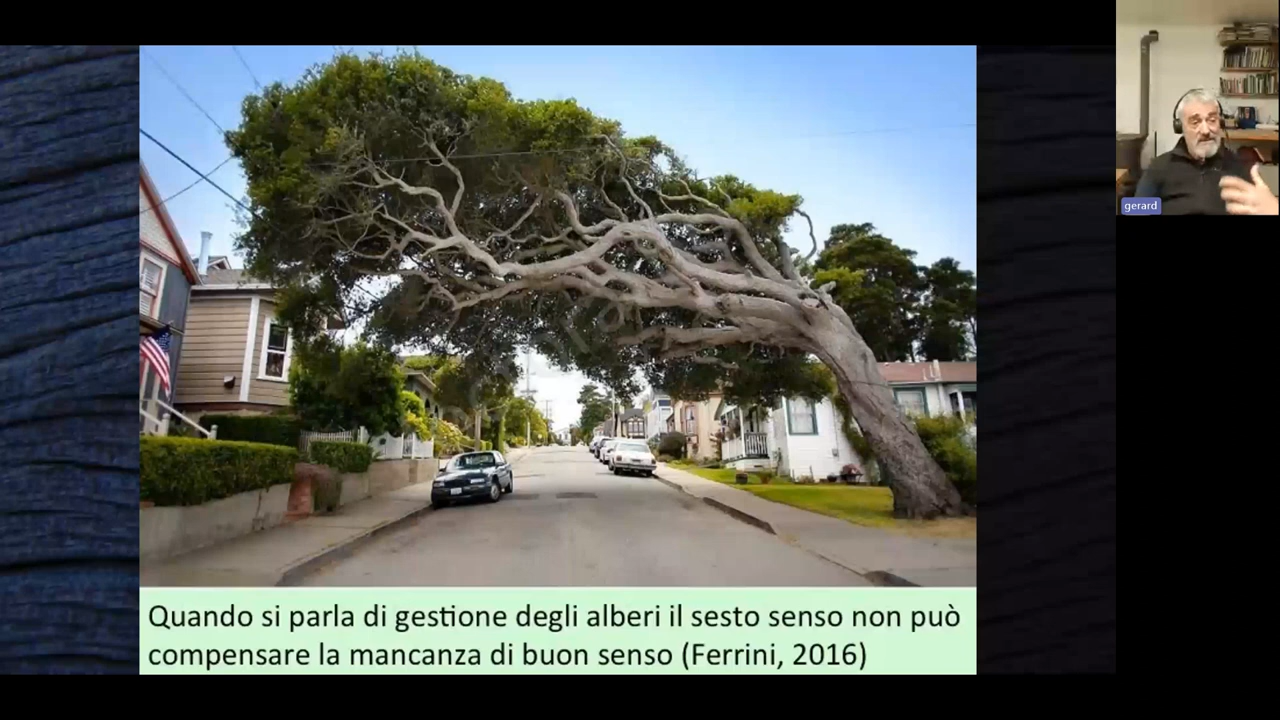 Quando si parla di gestione degli alberi il sesto senso non può
compensare la mancanza di buon senso (Ferrini, 2016)
gerard